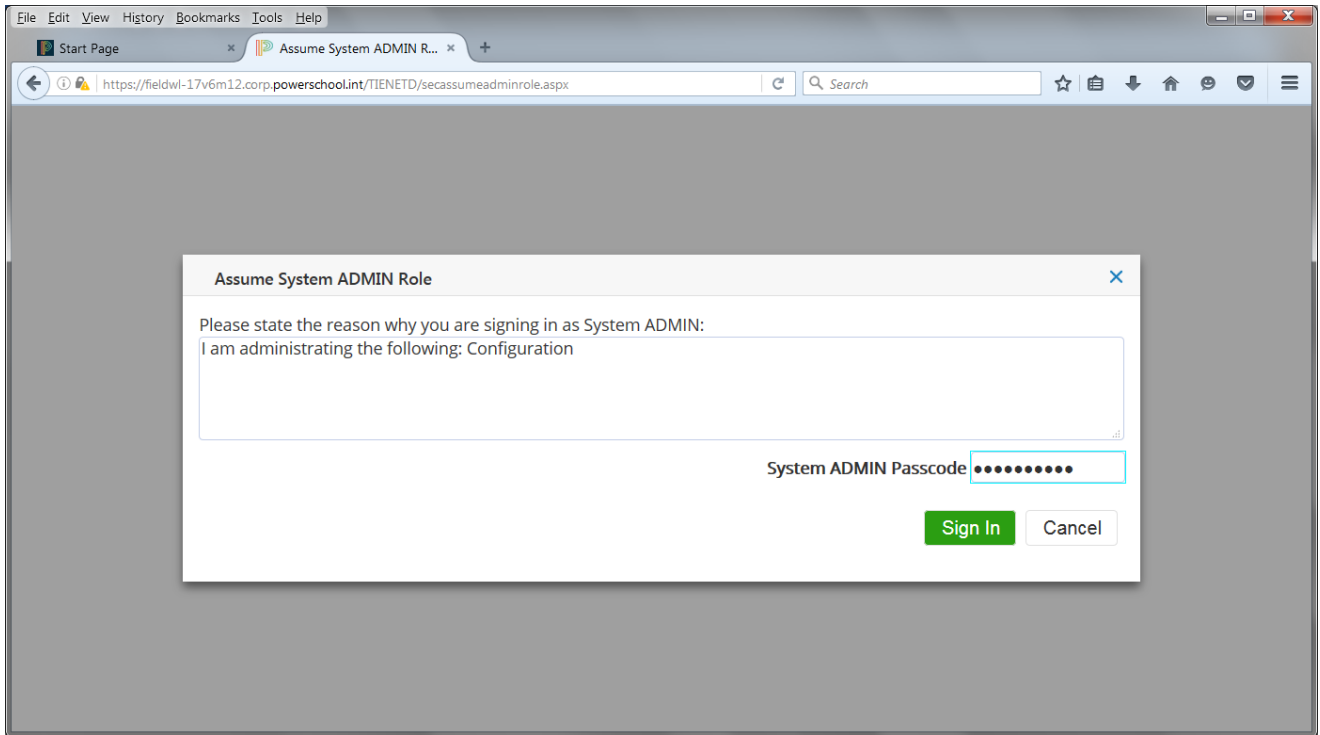 File Edit View History Bookmarks Tools Help
Start Page × Assume System ADMIN R... × +
https://fieldwl-17v6m12.corp.powerschool.int/TIENETD/secassumeadminrole.aspx Search
Assume System ADMIN Role
Please state the reason why you are signing in as System ADMIN:
I am administrating the following: Configuration
System ADMIN Passcode ●●●●●●●●●●
Sign In Cancel